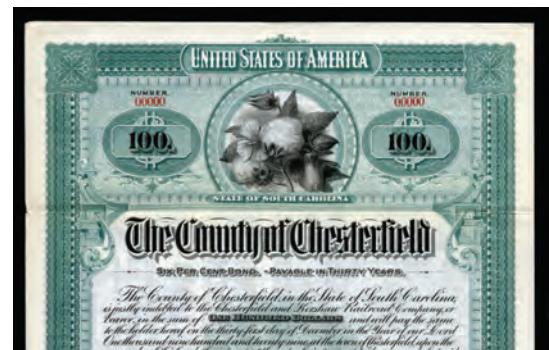 UNITED STATES OF AMERICA
NUMBER 00000
NUMBER 00000
100.
100.
STATE OF SOUTH CAROLINA
The County of Chesterfield
SIX PER CENT BOND, - PAYABLE IN THIRTY YEARS.
The County of Chesterfield, in the State of South Carolina,
is justly indebted to the Chesterfield and Kershaw Railroad Company, or
bearer, in the sum of ONE HUNDRED DOLLARS and will pay the same
to the holder hereof on the thirty first day of December in the Year of our Lord
One thousand nine hundred and twenty nine, at the town of Chesterfield, upon the